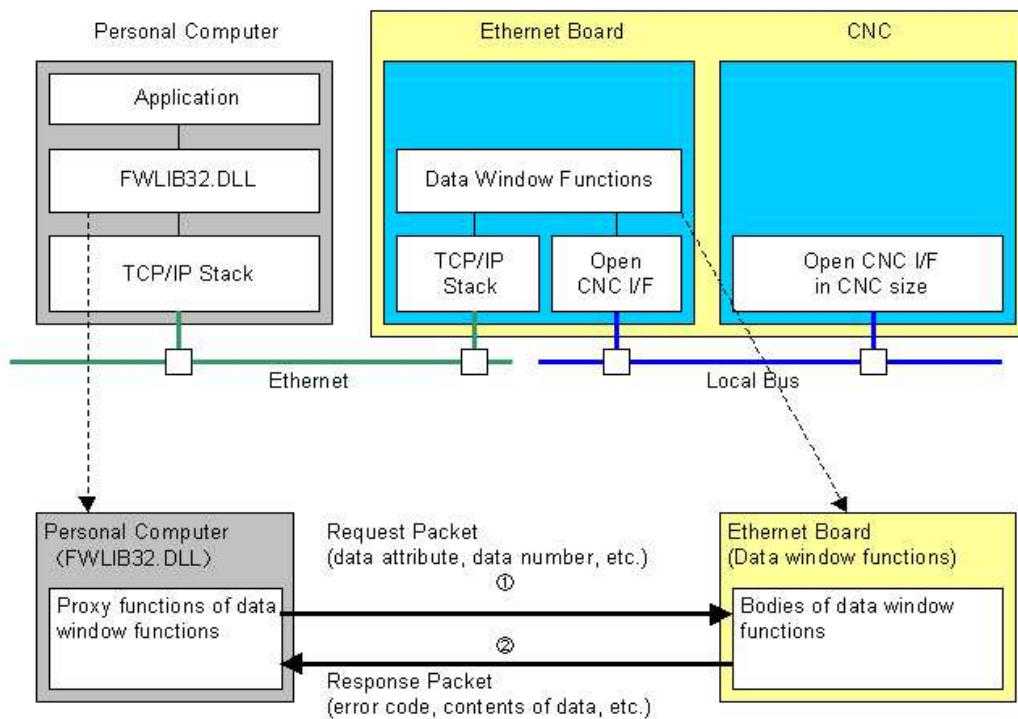 Personal Computer
Ethernet Board
CNC
Application
FWLIB32.DLL
TCP/IP Stack
Data Window Functions
TCP/IP
Stack
Open
CNC I/F
Open CNC I/F
in CNC size
Ethernet
Local Bus
Personal Computer
(FWLIB32.DLL)
Proxy functions of data
window functions
Request Packet
(data attribute, data number, etc.)
①
②
Response Packet
(error code, contents of data, etc.)
Ethernet Board
(Data window functions)
Bodies of data window
functions